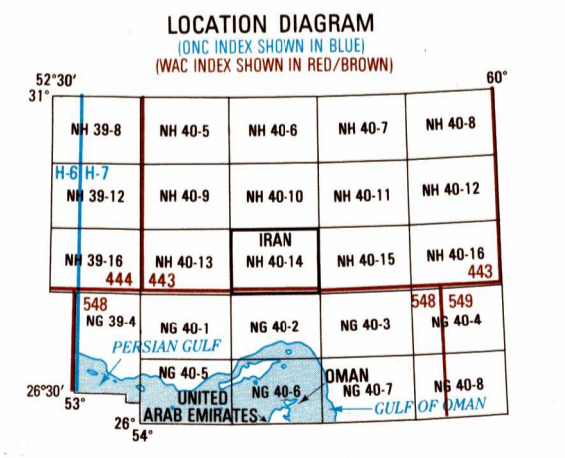 LOCATION DIAGRAM
(ONC INDEX SHOWN IN BLUE)
(WAC INDEX SHOWN IN RED/BROWN)
52°30'
60°
31°
NH 39-8
NH 40-5
NH 40-6
NH 40-7
NH 40-8
H-6 H-7
NH 39-12
NH 40-9
NH 40-10
NH 40-11
NH 40-12
IRAN
NH 39-16
NH 40-13
NH 40-14
NH 40-15
NH 40-16
444 443
443
548
548 549
NG 39-4
NG 40-1
NG 40-2
NG 40-3
NG 40-4
PERSIAN GULF
NG 40-5
OMAN
26°30'
UNITED
ARAB EMIRATES
NG 40-6
NG 40-7
NG 40-8
53°
GULF OF OMAN
26°
54°